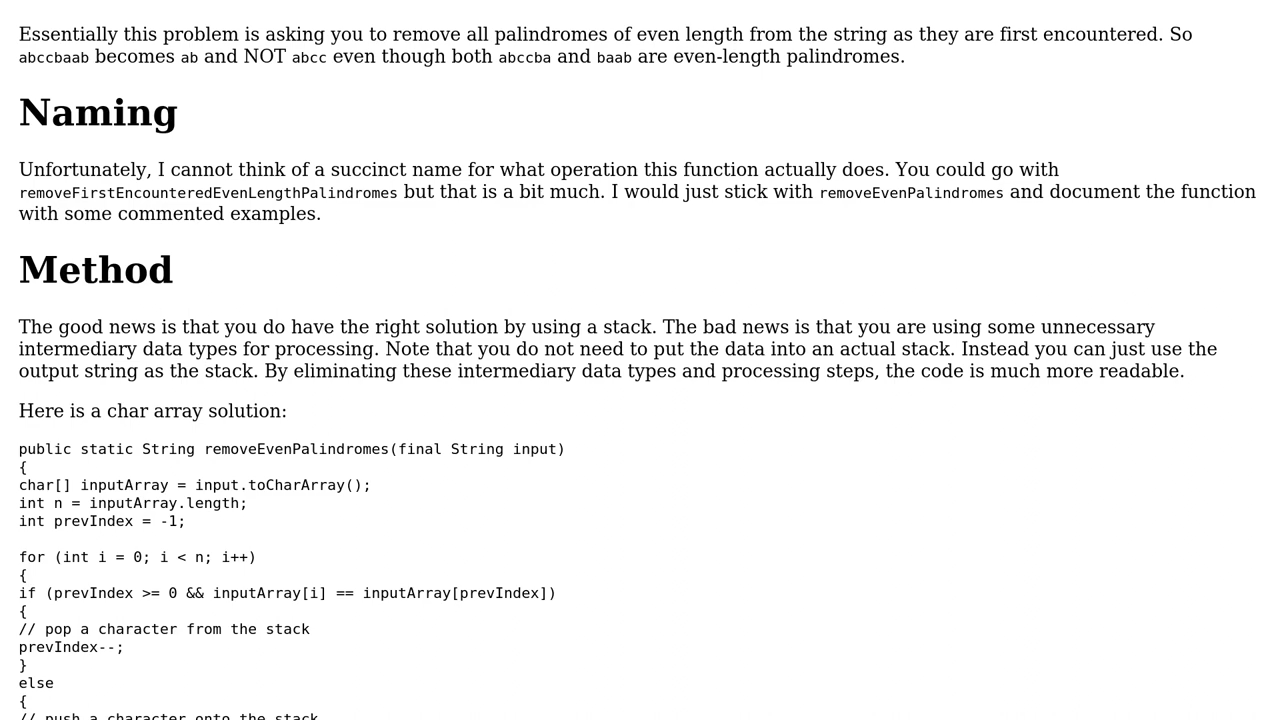 Essentially this problem is asking you to remove all palindromes of even length from the string as they are first encountered. So
abccbaab becomes ab and NOT abcc even though both abccba and baab are even-length palindromes.
Naming
Unfortunately, I cannot think of a succinct name for what operation this function actually does. You could go with
removeFirstEncounteredEvenLengthPalindromes but that is a bit much. I would just stick with removeEvenPalindromes and document the function
with some commented examples.
Method
The good news is that you do have the right solution by using a stack. The bad news is that you are using some unnecessary
intermediary data types for processing. Note that you do not need to put the data into an actual stack. Instead you can just use the
output string as the stack. By eliminating these intermediary data types and processing steps, the code is much more readable.
Here is a char array solution:
public static String removeEvenPalindromes(final String input)
{
char[] inputArray = input.toCharArray();
int n = inputArray.length;
int prevIndex = -1;
for (int i = 0; i < n; i++)
{
if (prevIndex >= 0 && inputArray[i] == inputArray[prevIndex])
{
// pop a character from the stack
prevIndex--;
}
else
{
// push a character onto the stack